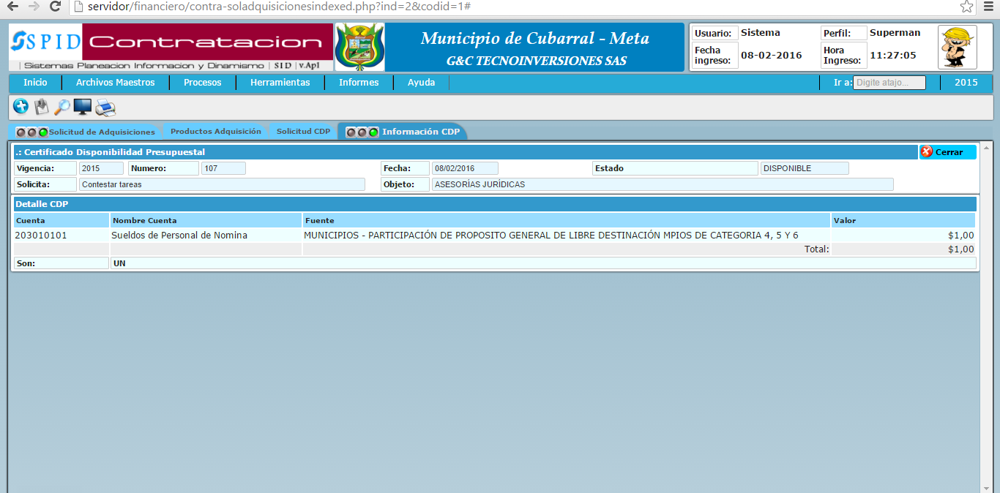 servidor/financiero/contra-soladquisicionesindexed.php?ind=2&codid=1#
SPID Contratacion
| Sistemas Planeacion Informacion y Dinamismo | SID | v.Ap1
Municipio de Cubarral - Meta
G&C TECNOINVERSIONES SAS
Usuario: Sistema Perfil: Superman
Fecha ingreso: 08-02-2016 Hora Ingreso: 11:27:05
Inicio Archivos Maestros Procesos Herramientas Informes Ayuda Ir a: Digite atajo... 2015
Solicitud de Adquisiciones Productos Adquisición Solicitud CDP Información CDP
.: Certificado Disponibilidad Presupuestal Cerrar
Vigencia: 2015 Numero: 107 Fecha: 08/02/2016 Estado DISPONIBLE
Solicita: Contestar tareas Objeto: ASESORÍAS JURÍDICAS
Detalle CDP
Cuenta Nombre Cuenta Fuente Valor
203010101 Sueldos de Personal de Nomina MUNICIPIOS - PARTICIPACIÓN DE PROPOSITO GENERAL DE LIBRE DESTINACIÓN MPIOS DE CATEGORIA 4, 5 Y 6 $1,00
Total: $1,00
Son: UN